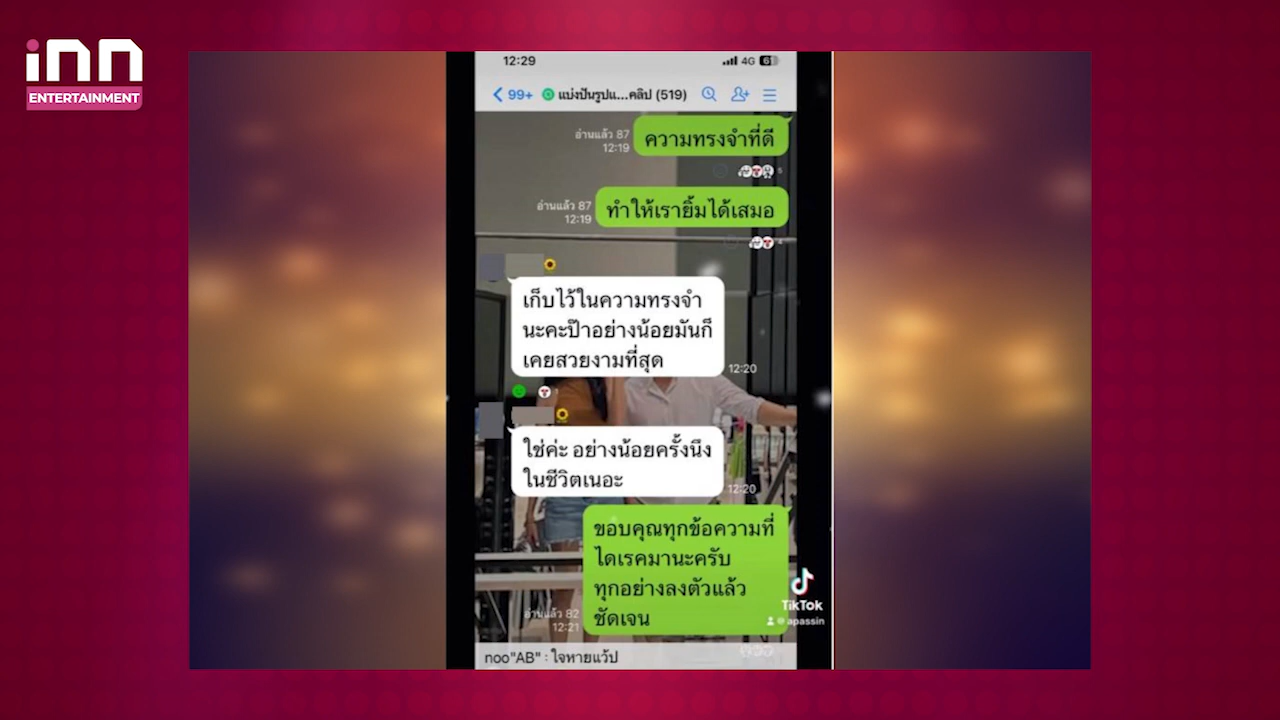 inn
ENTERTAINMENT
12:29
4G 6
99+ แบ่งปันรูปแ...คลิป (519)
อ่านแล้ว 87
12:19
ความทรงจำที่ดี
5
อ่านแล้ว 87
12:19
ทำให้เรายิ้มได้เสมอ
4
เก็บไว้ในความทรงจำ
นะคะป๊าอย่างน้อยมันก็
เคยสวยงามที่สุด
12:20
ใช่ค่ะ อย่างน้อยครั้งนึง
ในชีวิตเนอะ
12:20
ขอบคุณทุกข้อความที่
ไดเรคมานะครับ
ทุกอย่างลงตัวแล้ว
ชัดเจน
อ่านแล้ว 82
12:21
TikTok
@apassin
noo"AB" : ใจหายแว้ป